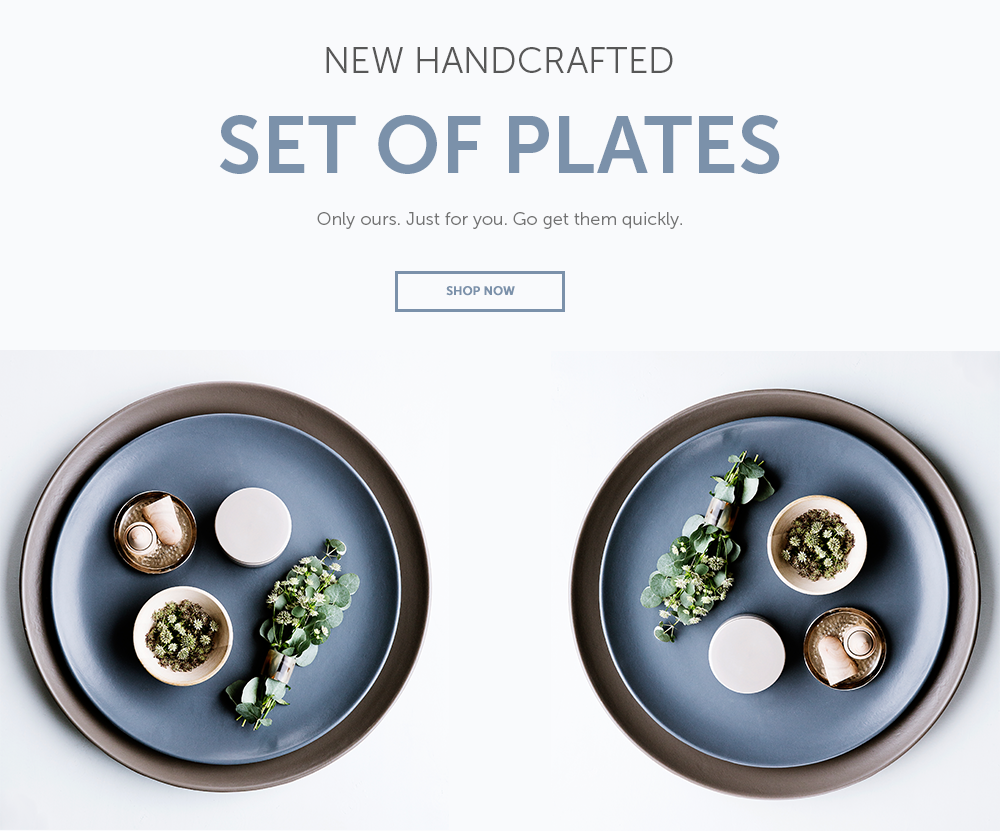 NEW HANDCRAFTED
SET OF PLATES
Only ours. Just for you. Go get them quickly.
SHOP NOW